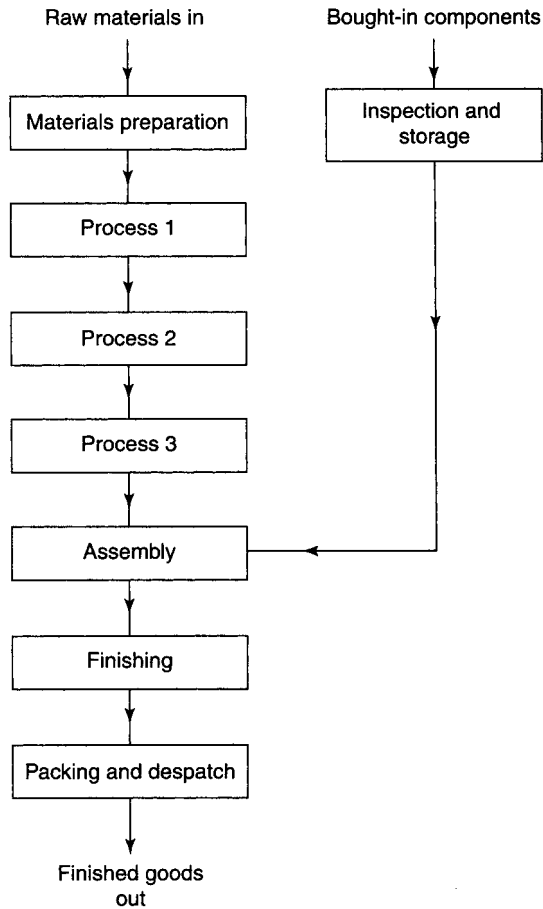 Raw materials in
Bought-in components
Materials preparation
Inspection and
storage
Process 1
Process 2
Process 3
Assembly
Finishing
Packing and despatch
Finished goods
out